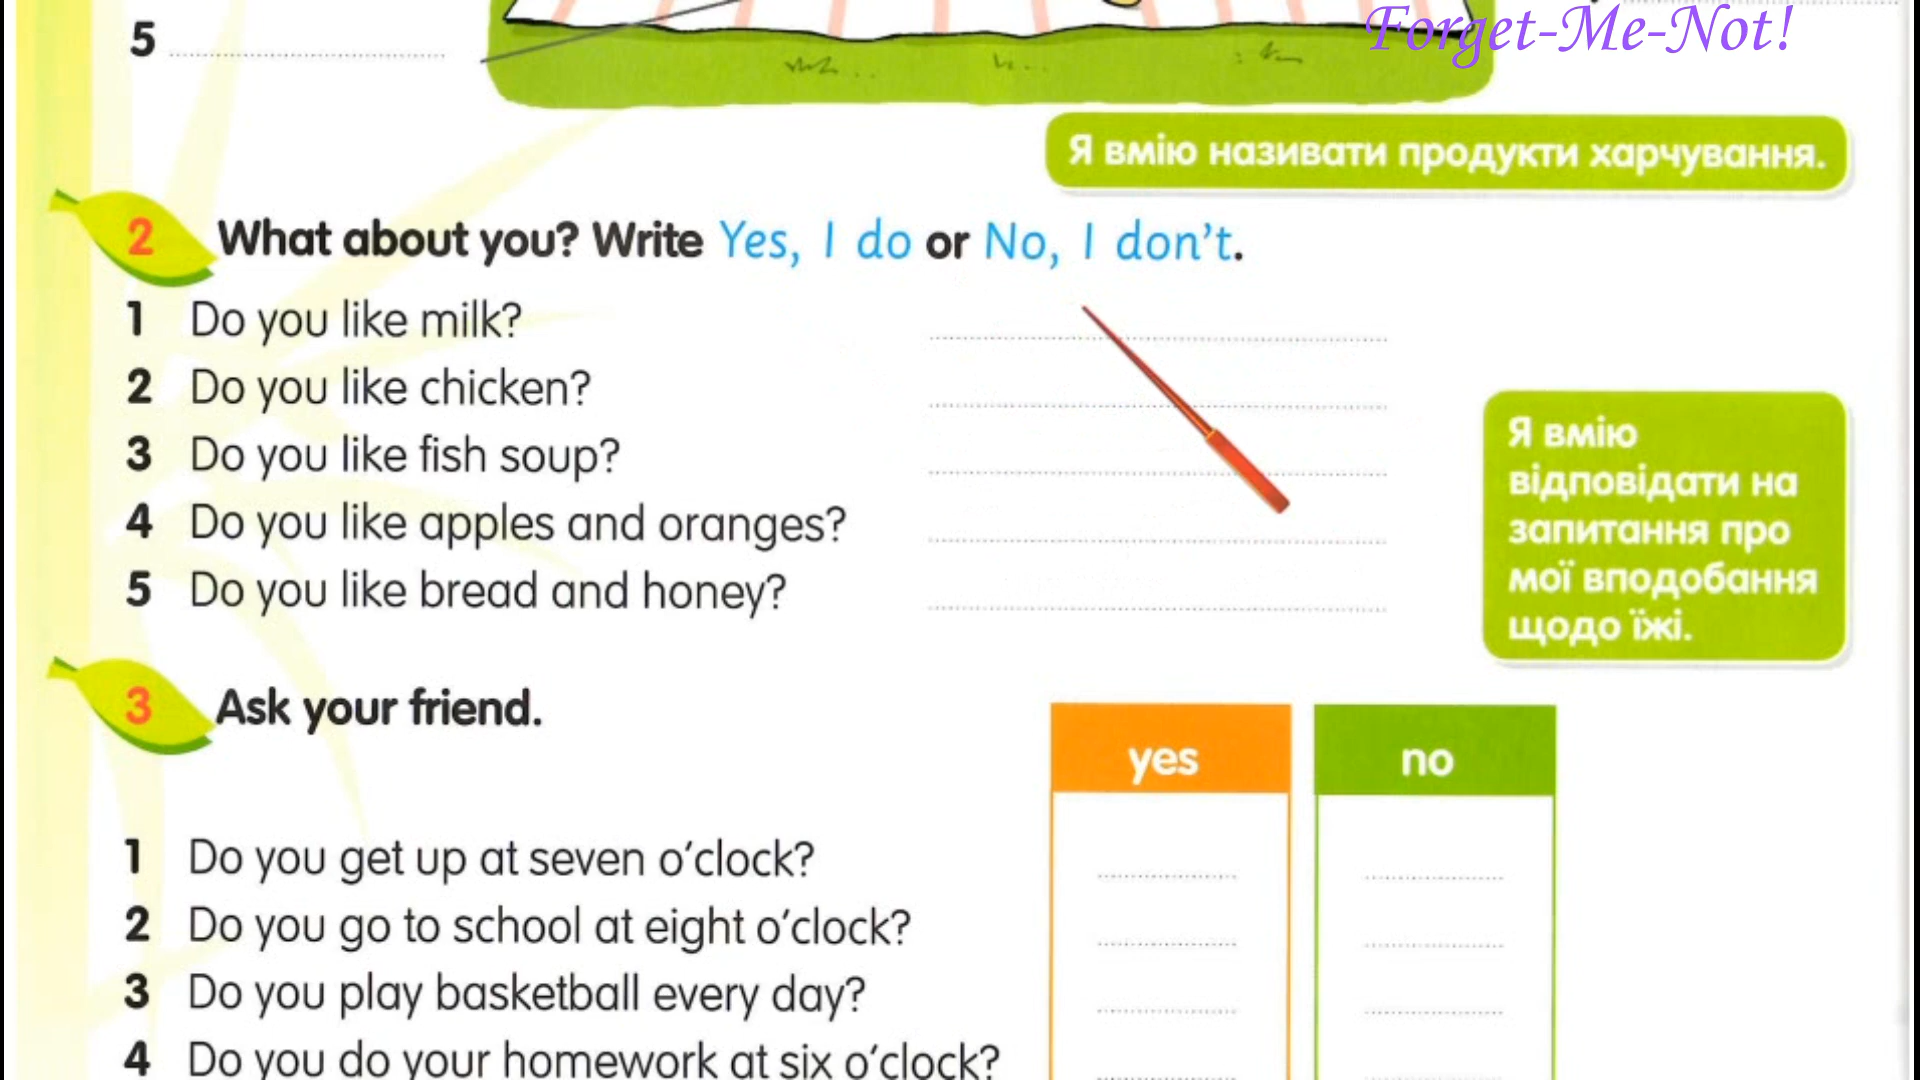 Forget-Me-Not!
5
Я вмію називати продукти харчування.
2 What about you? Write Yes, I do or No, I don't.
1 Do you like milk?
2 Do you like chicken?
3 Do you like fish soup?
4 Do you like apples and oranges?
5 Do you like bread and honey?
Я вмію
відповідати на
запитання про
мої вподобання
щодо їжі.
3 Ask your friend.
yes no
1 Do you get up at seven o'clock?
2 Do you go to school at eight o'clock?
3 Do you play basketball every day?
4 Do you do your homework at six o'clock?